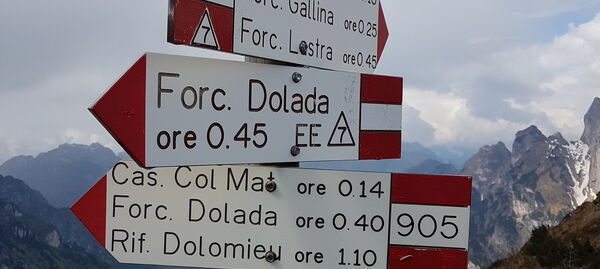 Forc. Gallina
ore 0.25
7
Forc. Lastra
ore 0.45
Forc. Dolada
ore 0.45 EE 7
Cas. Col Mat ore 0.14
Forc. Dolada ore 0.40
905
Rif. Dolomieu ore 1.10